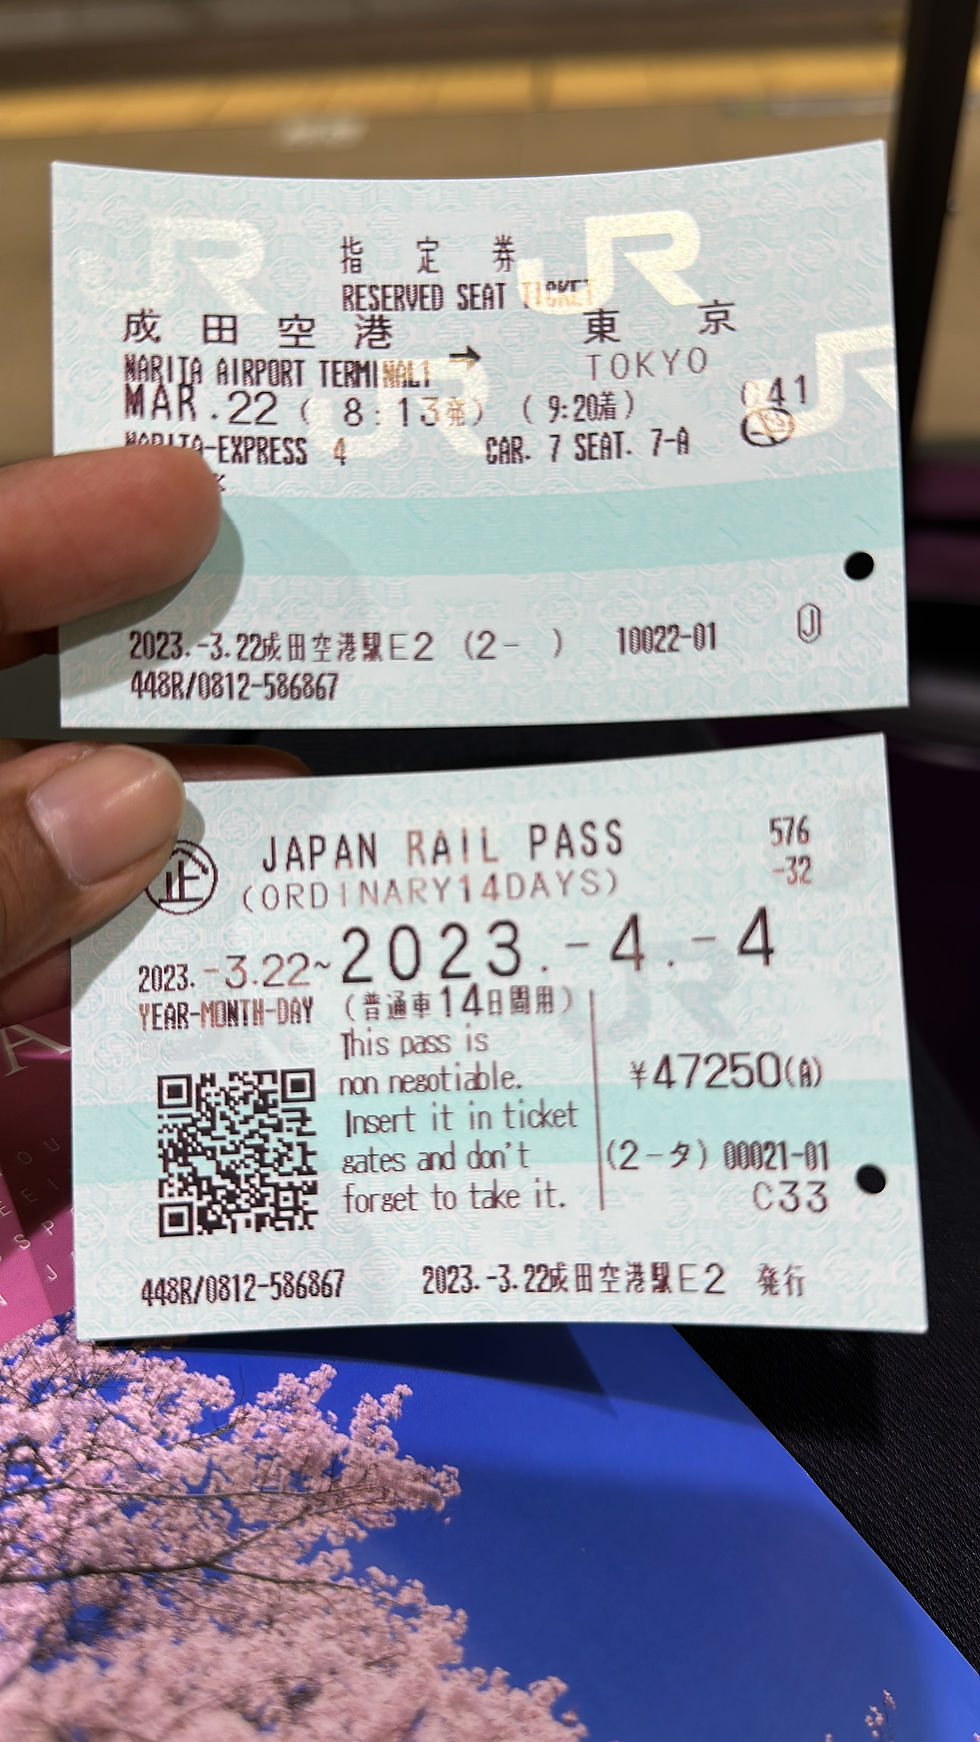 指定券
RESERVED SEAT TICKET
成田空港 → 東京
NARITA AIRPORT TERMINAL1 TOKYO
MAR.22 ( 8:13発) ( 9:20着) C41
NARITA-EXPRESS 4 CAR. 7 SEAT. 7-A
2023.-3.22成田空港駅E2 (2- ) 10022-01 Ⓙ
448R/0812-586867
JR
JAPAN RAIL PASS 576
(ORDINARY14DAYS) -32
2023.-3.22~2023.-4.-4
YEAR-MONTH-DAY (普通車14日間用)
This pass is
non negotiable.
Insert it in ticket
gates and don't
forget to take it.
¥47250(A)
(2-タ) 00021-01
C33
448R/0812-586867 2023.-3.22成田空港駅E2 発行